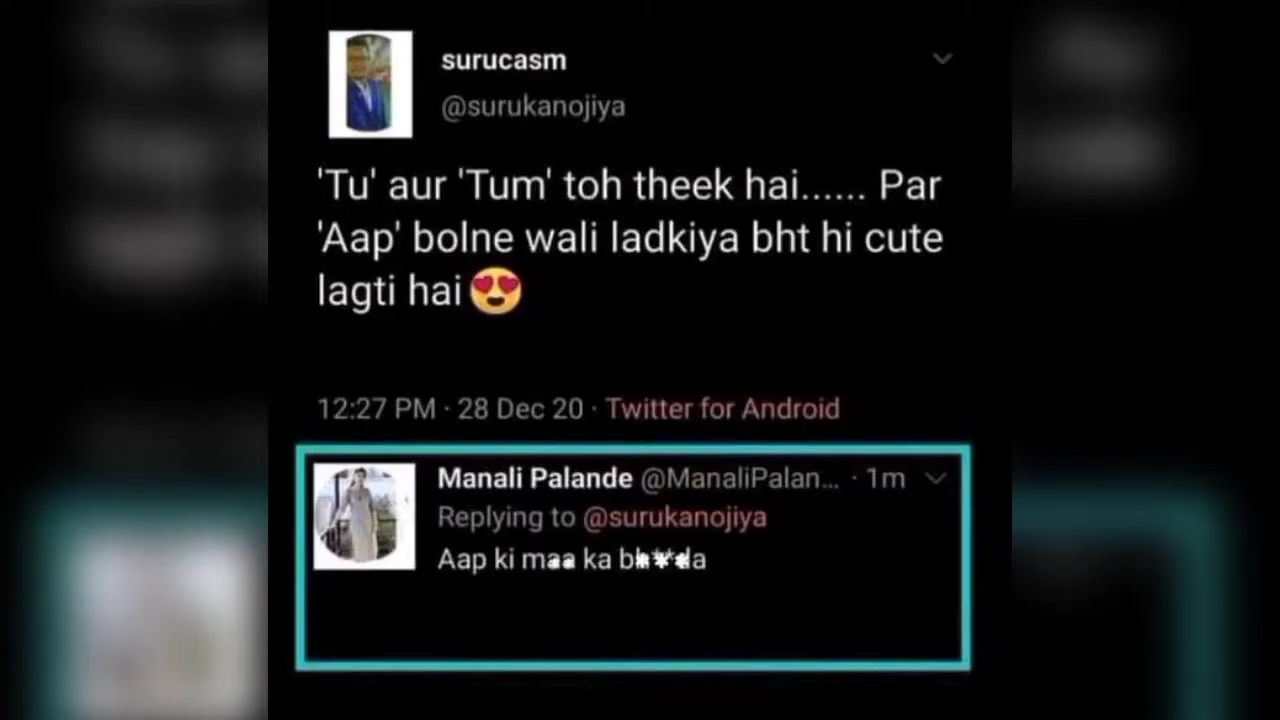 surucasm
@surukanojiya
'Tu' aur 'Tum' toh theek hai...... Par
'Aap' bolne wali ladkiya bht hi cute
lagti hai😍
12:27 PM · 28 Dec 20 · Twitter for Android
Manali Palande @ManaliPalan... · 1m
Replying to @surukanojiya
Aap ki maa ka bh**da